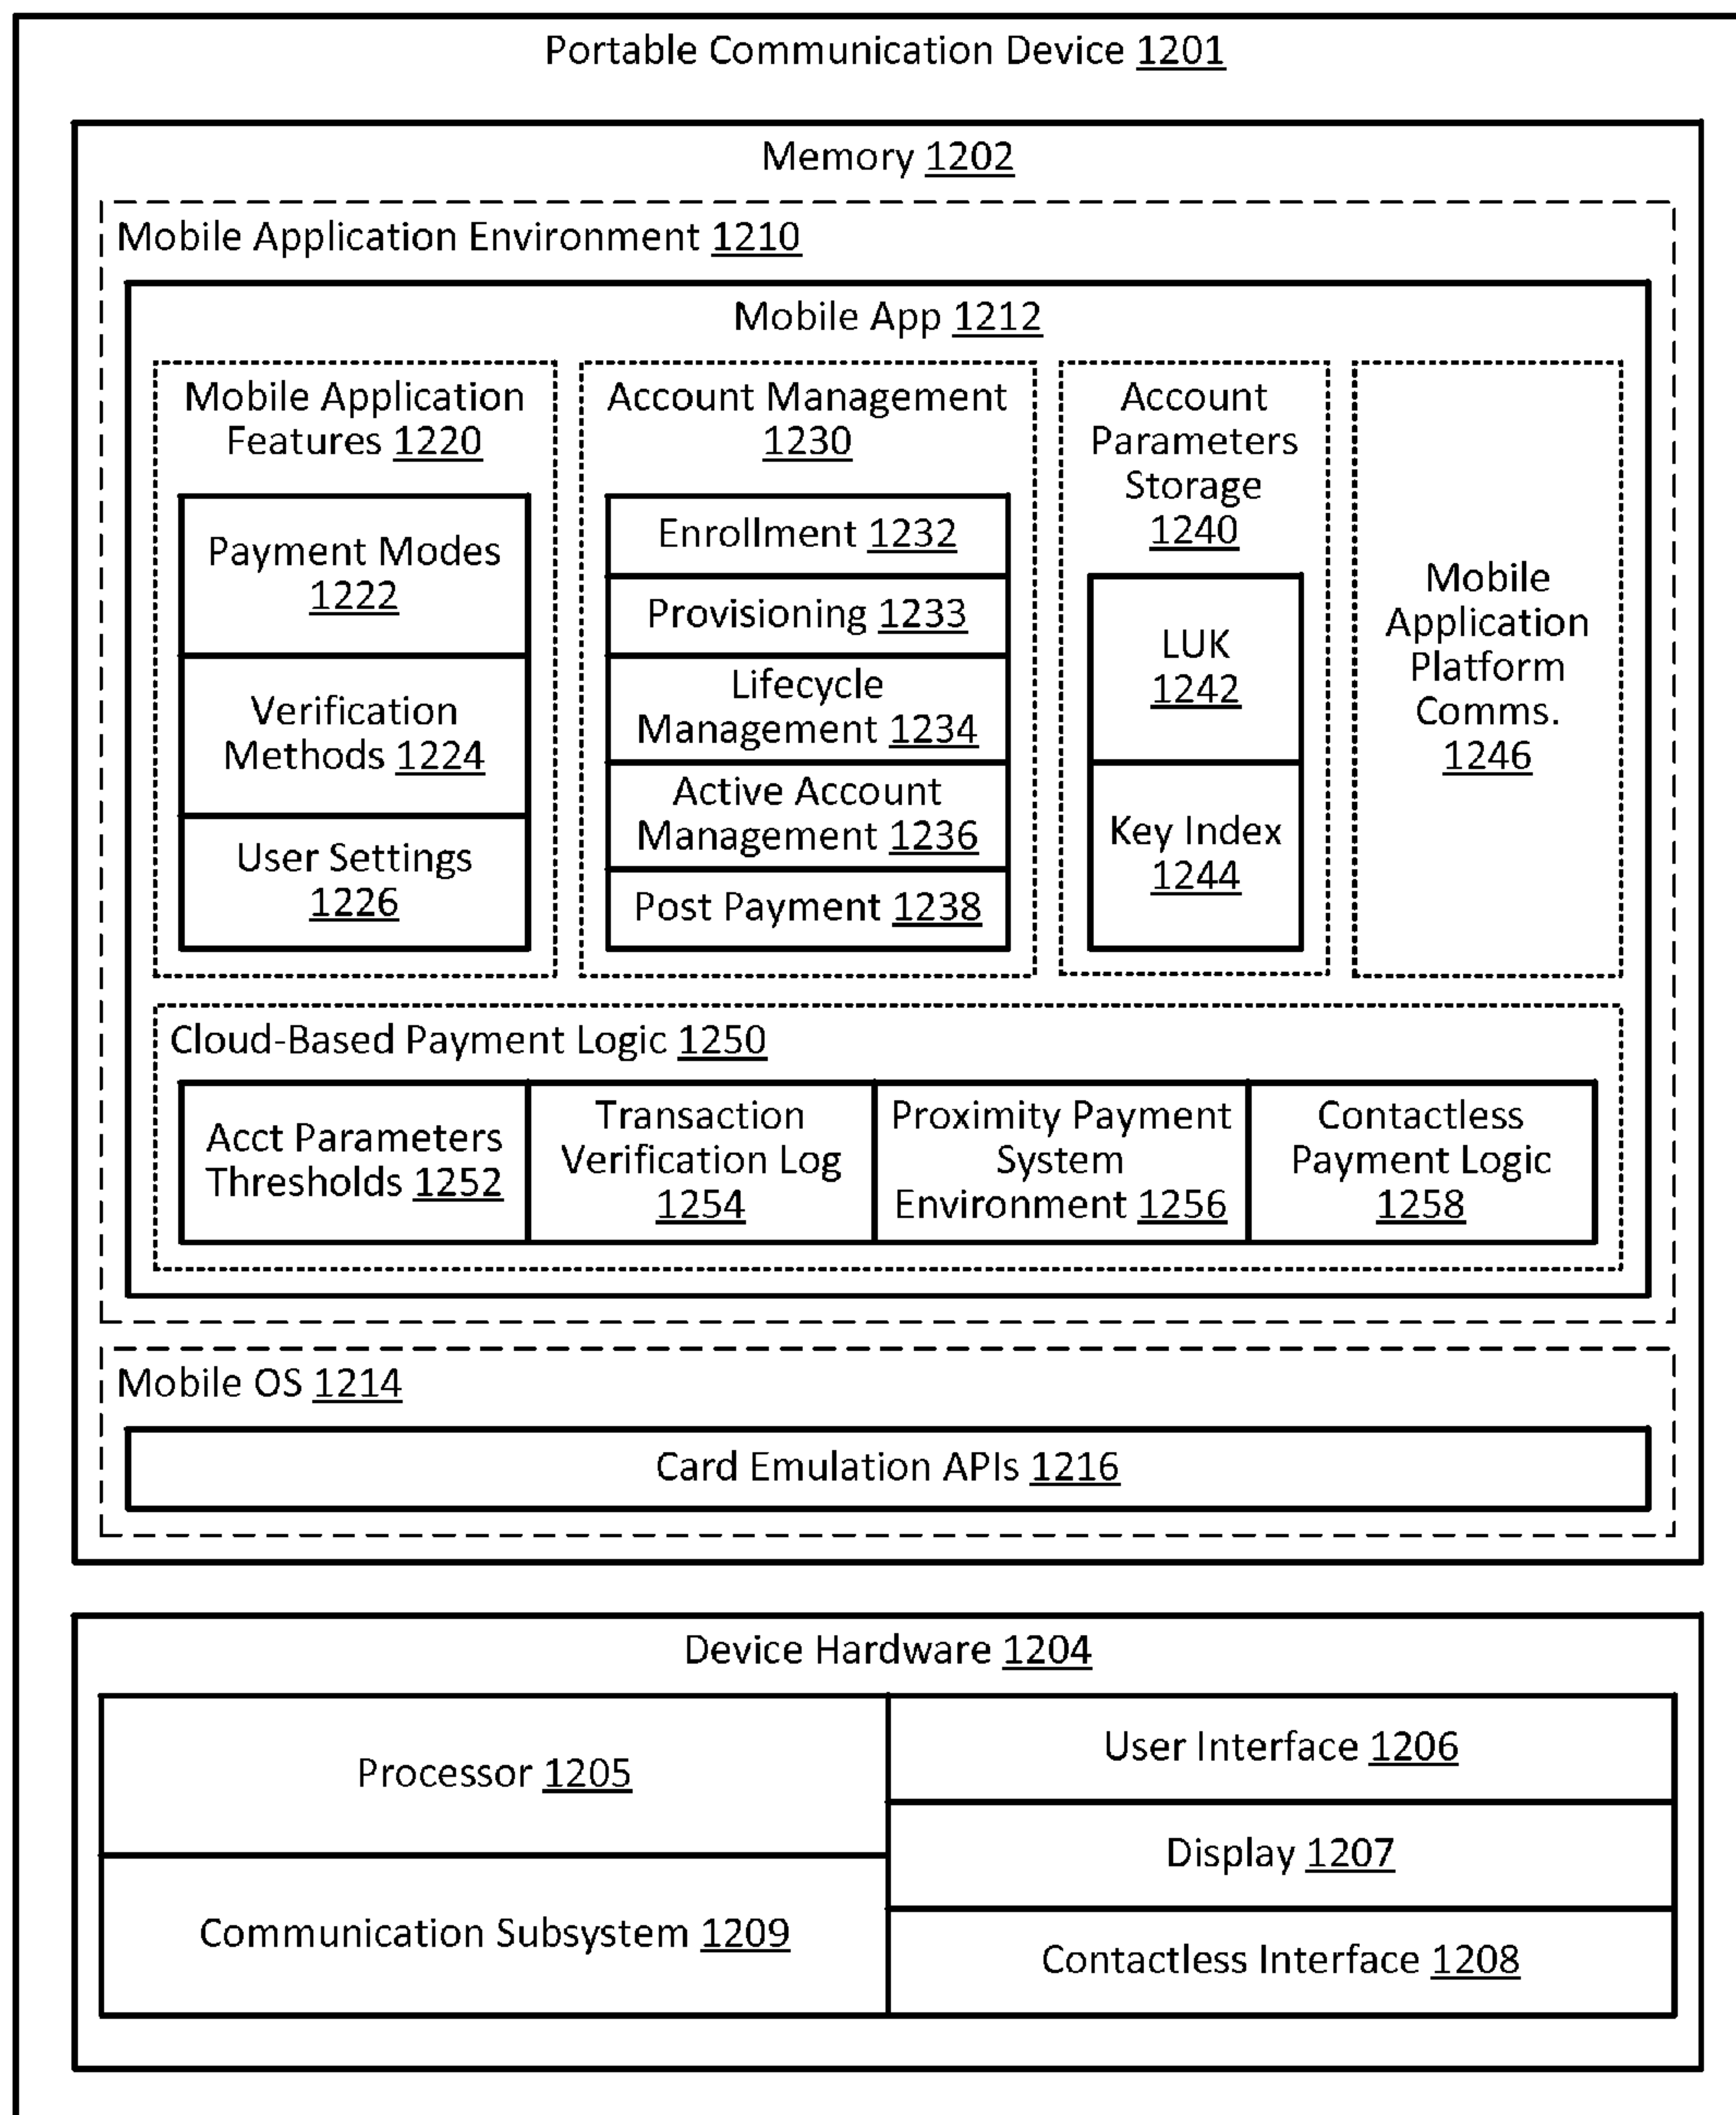 Portable Communication Device 1201
Memory 1202
Mobile Application Environment 1210
Mobile App 1212
Mobile Application
Features 1220
Payment Modes
1222
Verification
Methods 1224
User Settings
1226
Account Management
1230
Enrollment 1232
Provisioning 1233
Lifecycle
Management 1234
Active Account
Management 1236
Post Payment 1238
Account
Parameters
Storage
1240
LUK
1242
Key Index
1244
Mobile
Application
Platform
Comms.
1246
Cloud-Based Payment Logic 1250
Acct Parameters
Thresholds 1252
Transaction
Verification Log
1254
Proximity Payment
System
Environment 1256
Contactless
Payment Logic
1258
Mobile OS 1214
Card Emulation APIs 1216
Device Hardware 1204
Processor 1205
Communication Subsystem 1209
User Interface 1206
Display 1207
Contactless Interface 1208